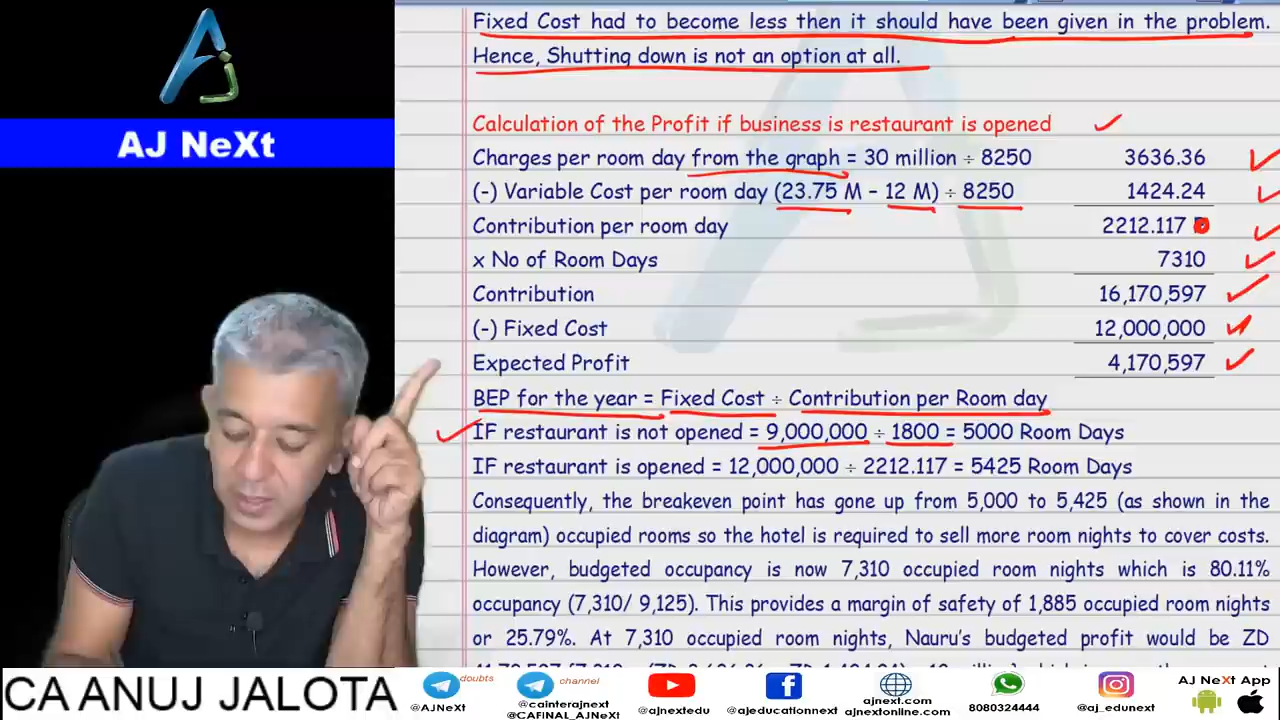 Fixed Cost had to become less then it should have been given in the problem.
Hence, Shutting down is not an option at all.
AJ NeXt
Calculation of the Profit if business is restaurant is opened
Charges per room day from the graph = 30 million ÷ 8250 3636.36
(-) Variable Cost per room day (23.75 M – 12 M) ÷ 8250 1424.24
Contribution per room day 2212.117
x No of Room Days 7310
Contribution 16,170,597
(-) Fixed Cost 12,000,000
Expected Profit 4,170,597
BEP for the year = Fixed Cost ÷ Contribution per Room day
IF restaurant is not opened = 9,000,000 ÷ 1800 = 5000 Room Days
IF restaurant is opened = 12,000,000 ÷ 2212.117 = 5425 Room Days
Consequently, the breakeven point has gone up from 5,000 to 5,425 (as shown in the
diagram) occupied rooms so the hotel is required to sell more room nights to cover costs.
However, budgeted occupancy is now 7,310 occupied room nights which is 80.11%
occupancy (7,310/ 9,125). This provides a margin of safety of 1,885 occupied room nights
or 25.79%. At 7,310 occupied room nights, Nauru's budgeted profit would be ZD
CA ANUJ JALOTA
doubts
@AJNeXt
channel
@cainterajnext
@CAFINAL_AJNeXt
@ajnextedu
@ajeducationnext
ajnext.com
ajnextonline.com
8080324444
@aj_edunext
AJ NeXt App